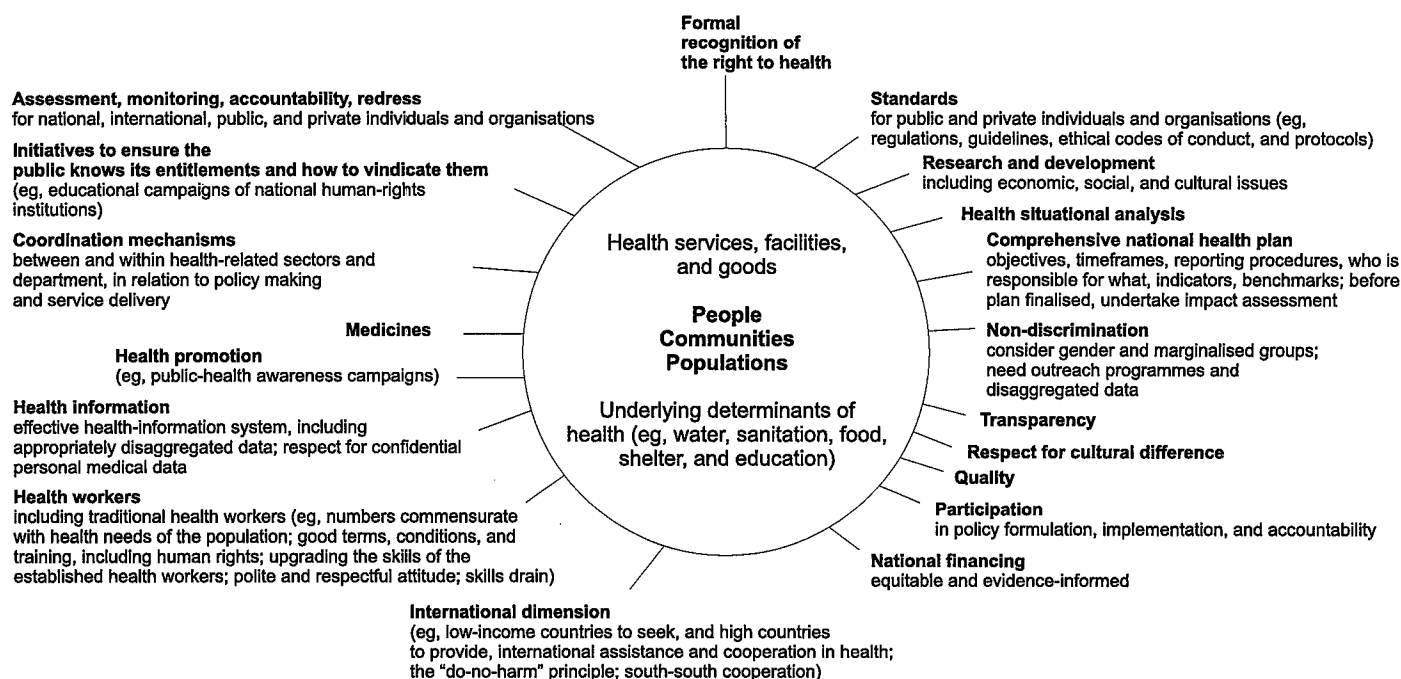 Formal
recognition of
the right to health
Assessment, monitoring, accountability, redress
for national, international, public, and private individuals and organisations
Initiatives to ensure the
public knows its entitlements and how to vindicate them
(eg, educational campaigns of national human-rights
institutions)
Coordination mechanisms
between and within health-related sectors and
department, in relation to policy making
and service delivery
Medicines
Health promotion
(eg, public-health awareness campaigns)
Health information
effective health-information system, including
appropriately disaggregated data; respect for confidential
personal medical data
Health workers
including traditional health workers (eg, numbers commensurate
with health needs of the population; good terms, conditions, and
training, including human rights; upgrading the skills of the
established health workers; polite and respectful attitude; skills drain)
Health services, facilities,
and goods
People
Communities
Populations
Underlying determinants of
health (eg, water, sanitation, food,
shelter, and education)
Standards
for public and private individuals and organisations (eg,
regulations, guidelines, ethical codes of conduct, and protocols)
Research and development
including economic, social, and cultural issues
Health situational analysis
Comprehensive national health plan
objectives, timeframes, reporting procedures, who is
responsible for what, indicators, benchmarks; before
plan finalised, undertake impact assessment
Non-discrimination
consider gender and marginalised groups;
need outreach programmes and
disaggregated data
Transparency
Respect for cultural difference
Quality
Participation
in policy formulation, implementation, and accountability
National financing
equitable and evidence-informed
International dimension
(eg, low-income countries to seek, and high countries
to provide, international assistance and cooperation in health;
the "do-no-harm" principle; south-south cooperation)